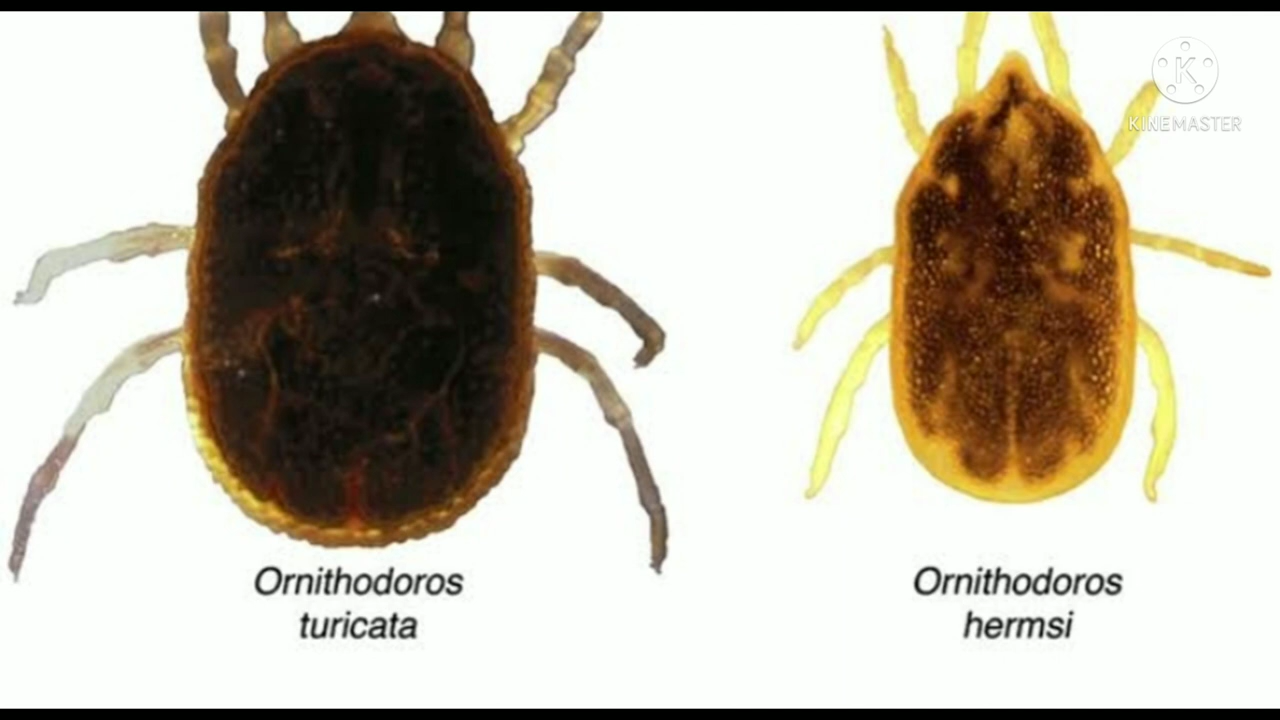 K
KINEMASTER
Ornithodoros
turicata
Ornithodoros
hermsi